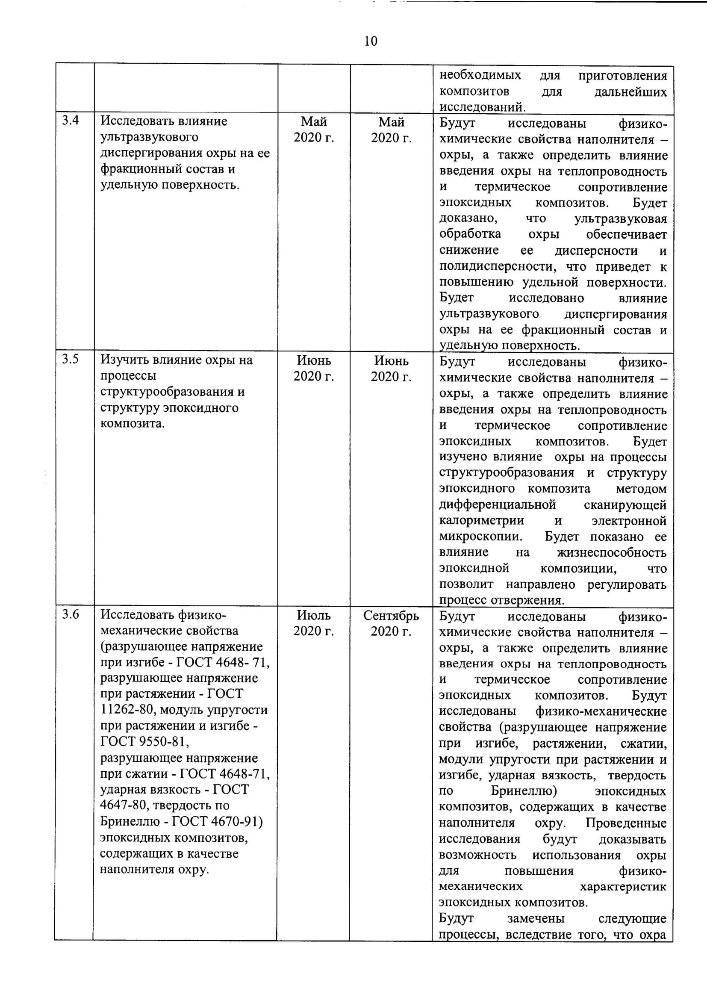 10
необходимых для приготовления
композитов для дальнейших
исследований.
3.4
Исследовать влияние
ультразвукового
диспергирования охры на ее
фракционный состав и
удельную поверхность.
Май
2020 г.
Май
2020 г.
Будут исследованы физико-
химические свойства наполнителя –
охры, а также определить влияние
введения охры на теплопроводность
и термическое сопротивление
эпоксидных композитов. Будет
доказано, что ультразвуковая
обработка охры обеспечивает
снижение ее дисперсности и
полидисперсности, что приведет к
повышению удельной поверхности.
Будет исследовано влияние
ультразвукового диспергирования
охры на ее фракционный состав и
удельную поверхность.
3.5
Изучить влияние охры на
процессы
структурообразования и
структуру эпоксидного
композита.
Июнь
2020 г.
Июнь
2020 г.
Будут исследованы физико-
химические свойства наполнителя –
охры, а также определить влияние
введения охры на теплопроводность
и термическое сопротивление
эпоксидных композитов. Будет
изучено влияние охры на процессы
структурообразования и структуру
эпоксидного композита методом
дифференциальной сканирующей
калориметрии и электронной
микроскопии. Будет показано ее
влияние на жизнеспособность
эпоксидной композиции, что
позволит направлено регулировать
процесс отвержения.
3.6
Исследовать физико-
механические свойства
(разрушающее напряжение
при изгибе - ГОСТ 4648- 71,
разрушающее напряжение
при растяжении - ГОСТ
11262-80, модуль упругости
при растяжении и изгибе -
ГОСТ 9550-81,
разрушающее напряжение
при сжатии - ГОСТ 4648-71,
ударная вязкость - ГОСТ
4647-80, твердость по
Бринеллю - ГОСТ 4670-91)
эпоксидных композитов,
содержащих в качестве
наполнителя охру.
Июль
2020 г.
Сентябрь
2020 г.
Будут исследованы физико-
химические свойства наполнителя –
охры, а также определить влияние
введения охры на теплопроводность
и термическое сопротивление
эпоксидных композитов. Будут
исследованы физико-механические
свойства (разрушающее напряжение
при изгибе, растяжении, сжатии,
модули упругости при растяжении и
изгибе, ударная вязкость, твердость
по Бринеллю) эпоксидных
композитов, содержащих в качестве
наполнителя охру. Проведенные
исследования будут доказывать
возможность использования охры
для повышения физико-
механических характеристик
эпоксидных композитов.
Будут замечены следующие
процессы, вследствие того, что охра